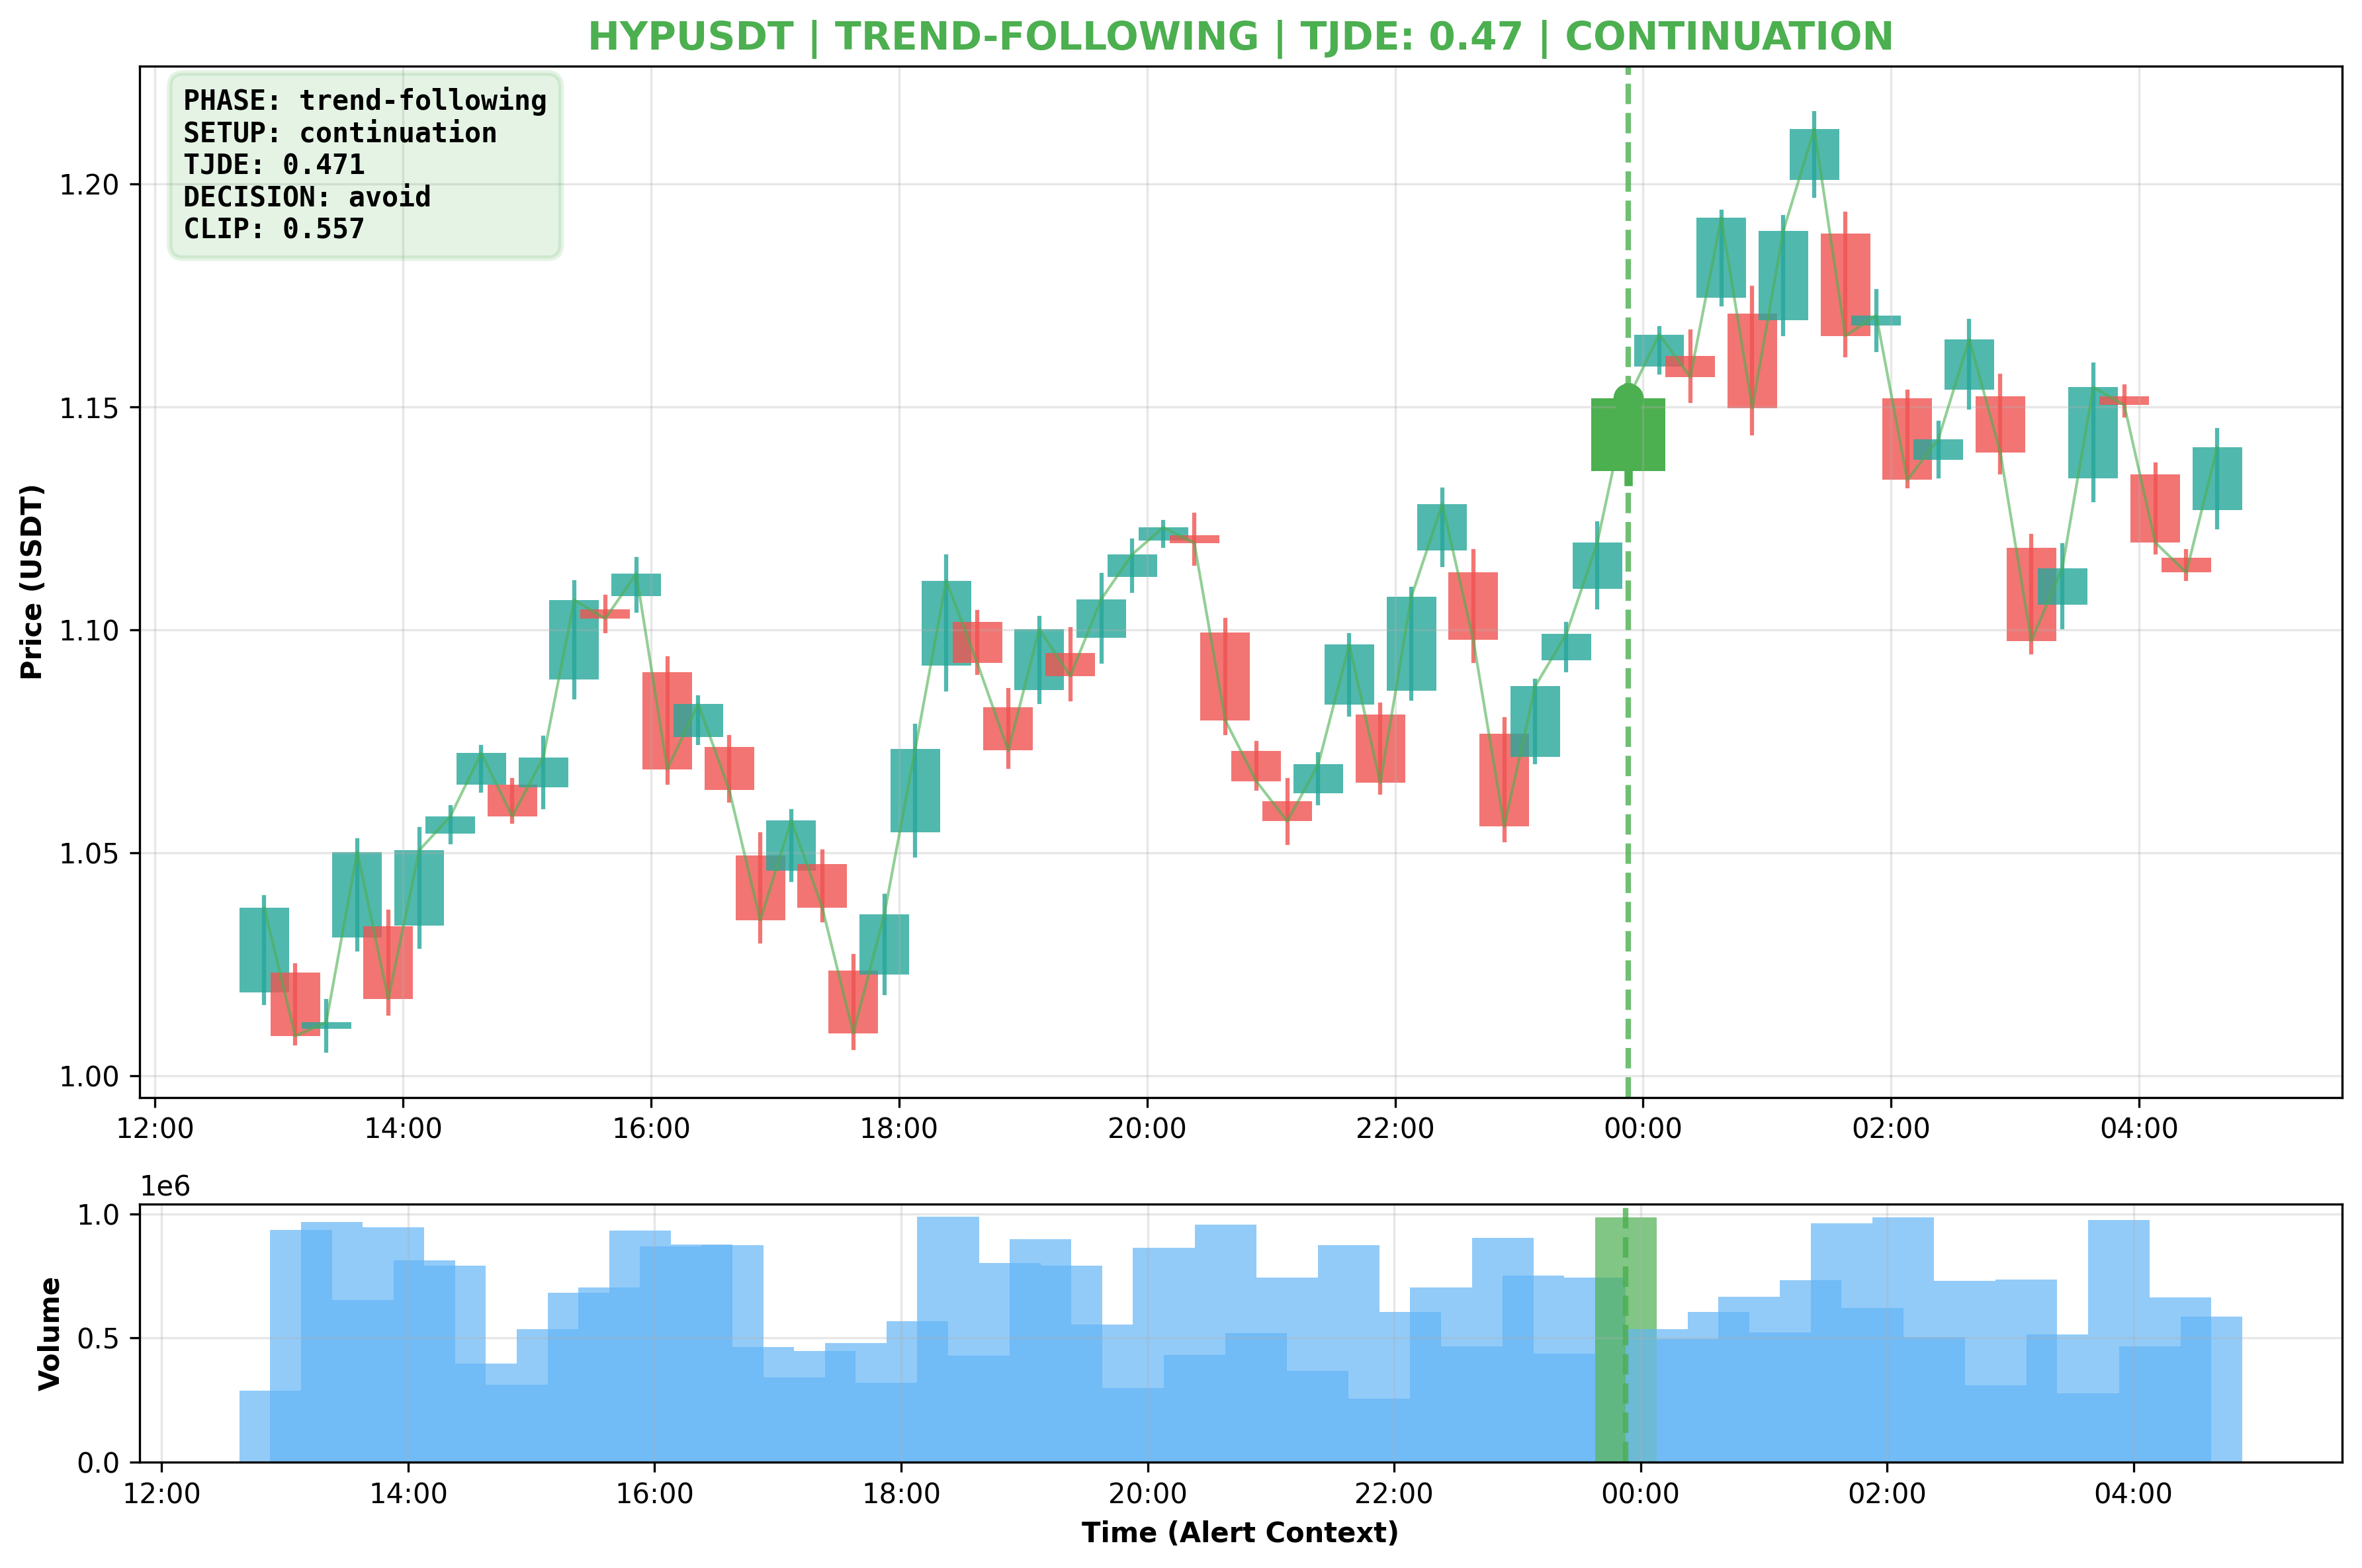 HYPUSDT | TREND-FOLLOWING | TJDE: 0.47 | CONTINUATION
PHASE: trend-following
SETUP: continuation
TJDE: 0.471
DECISION: avoid
CLIP: 0.557
Price (USDT)
1.20
1.15
1.10
1.05
1.00
12:00 14:00 16:00 18:00 20:00 22:00 00:00 02:00 04:00
1e6
Volume
1.0
0.5
0.0
12:00 14:00 16:00 18:00 20:00 22:00 00:00 02:00 04:00
Time (Alert Context)